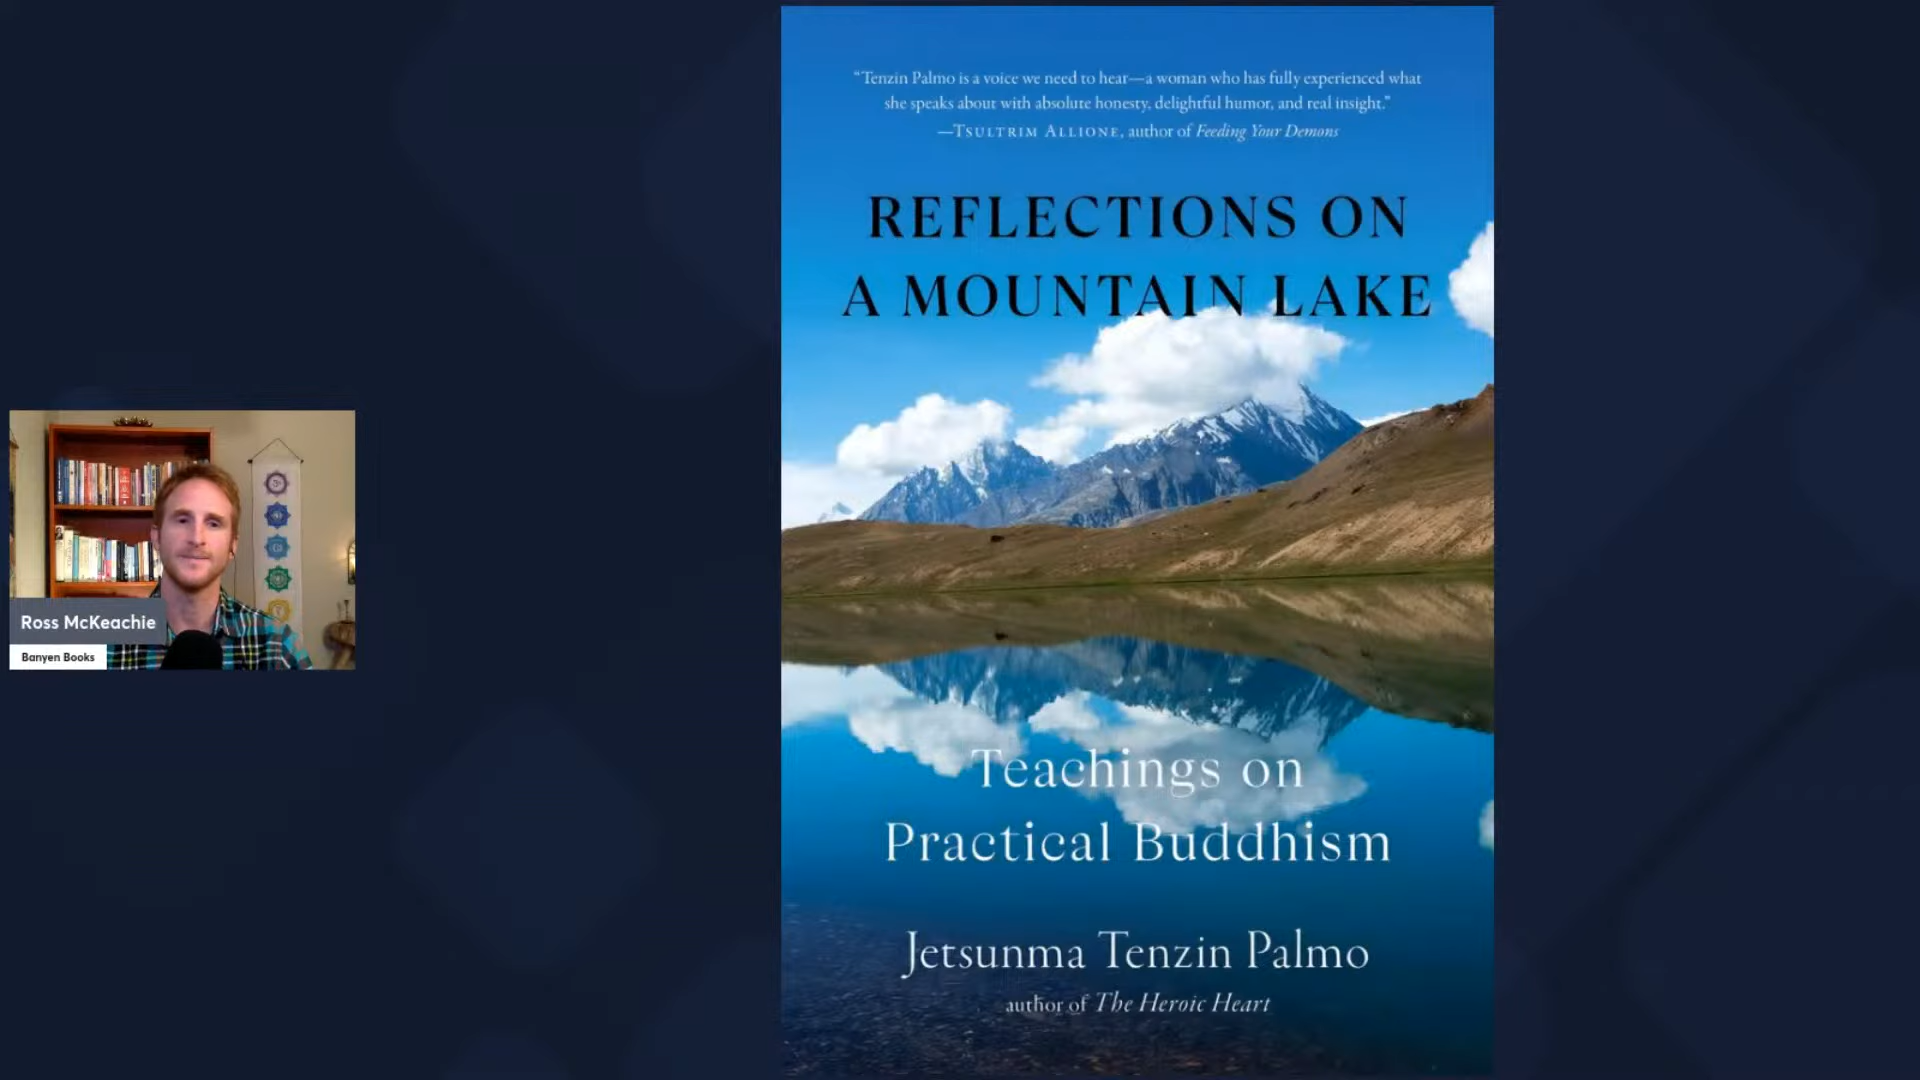 “Tenzin Palmo is a voice we need to hear—a woman who has fully experienced what
she speaks about with absolute honesty, delightful humor, and real insight.”
—TSULTRIM ALLIONE, author of Feeding Your Demons
REFLECTIONS ON
A MOUNTAIN LAKE
Teachings on
Practical Buddhism
Jetsunma Tenzin Palmo
author of The Heroic Heart
Ross McKeachie
Banyen Books